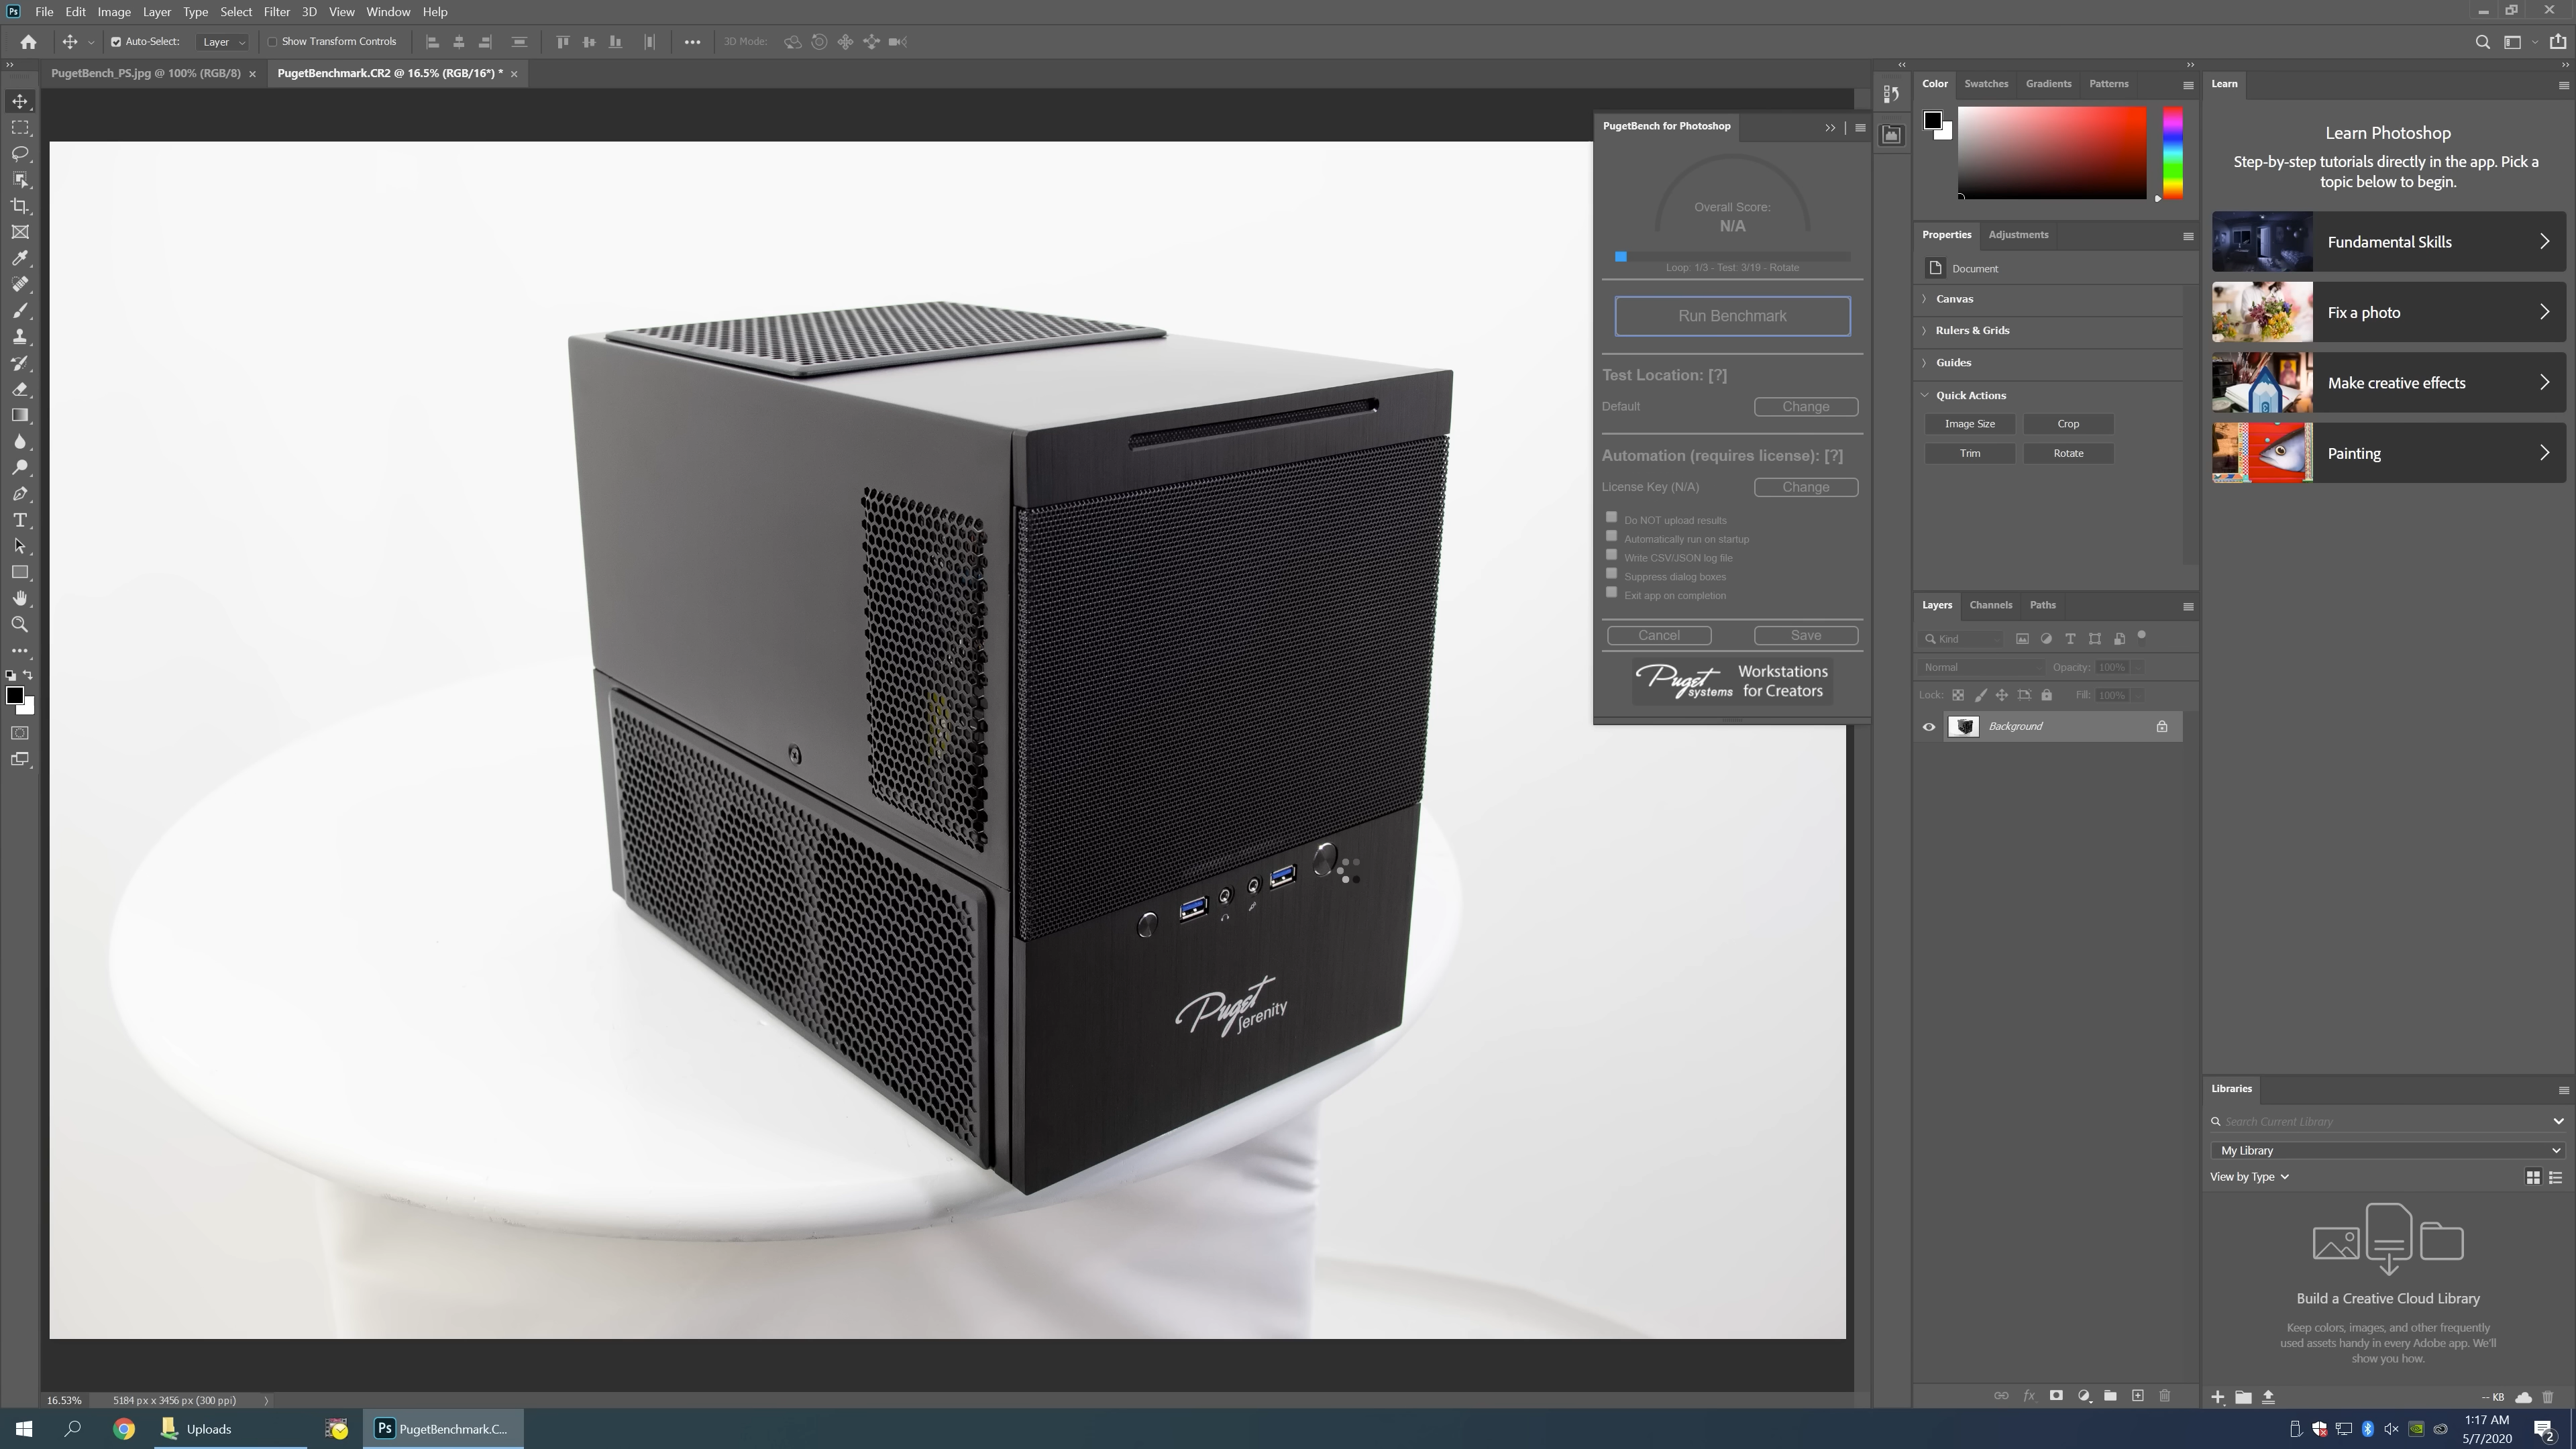 Ps File Edit Image Layer Type Select Filter 3D View Window Help
Auto-Select: Layer Show Transform Controls 3D Mode:
PugetBench_PS.jpg @ 100% (RGB/8) × PugetBenchmark.CR2 @ 16.5% (RGB/16*) * ×
PugetBench for Photoshop
Overall Score:
N/A
Loop: 1/3 - Test: 3/19 - Rotate
Run Benchmark
Test Location: [?]
Default Change
Automation (requires license): [?]
License Key (N/A) Change
Do NOT upload results
Automatically run on startup
Write CSV/JSON log file
Suppress dialog boxes
Exit app on completion
Cancel Save
Puget systems Workstations for Creators
Puget
Serenity
Color Swatches Gradients Patterns
Properties Adjustments
Document
Canvas
Rulers & Grids
Guides
Quick Actions
Image Size Crop
Trim Rotate
Layers Channels Paths
Kind
Normal Opacity: 100%
Lock: Fill: 100%
Background
fx
Learn
Learn Photoshop
Step-by-step tutorials directly in the app. Pick a
topic below to begin.
Fundamental Skills
Fix a photo
Make creative effects
Painting
Libraries
Search Current Library
My Library
View by Type
Build a Creative Cloud Library
Keep colors, images, and other frequently
used assets handy in every Adobe app. We'll
show you how.
-- KB
16.53% 5184 px x 3456 px (300 ppi)
Uploads
Ps PugetBenchmark.C...
1:17 AM
5/7/2020
2